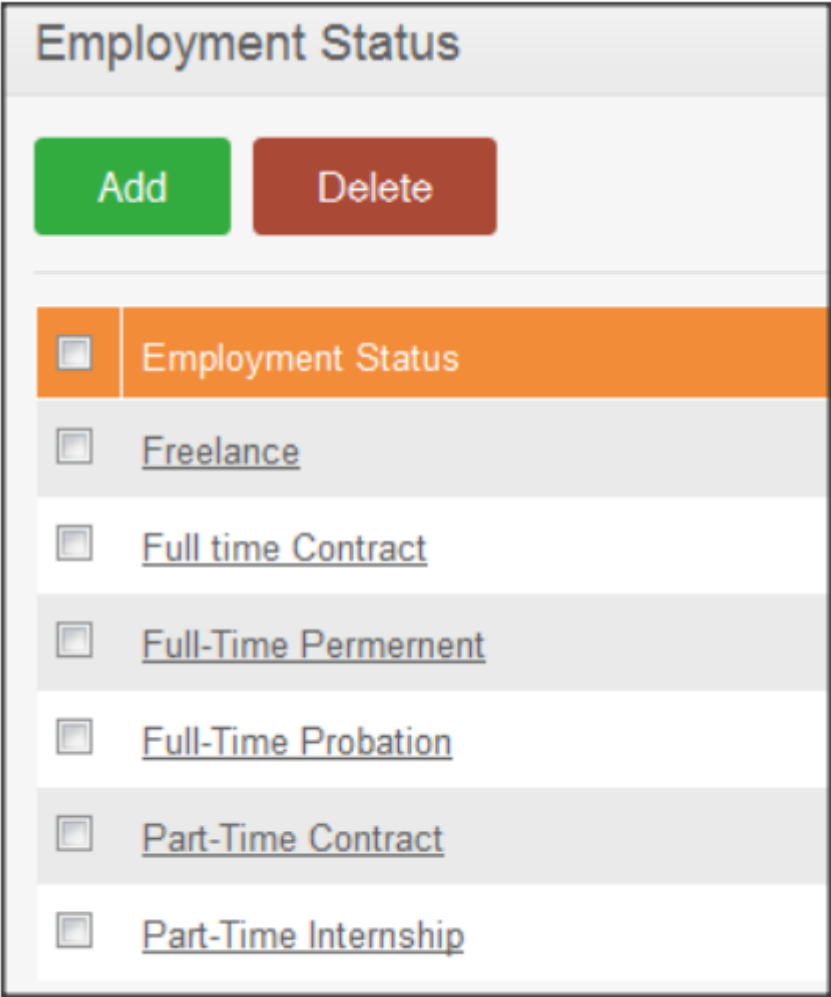 Employment Status
Add Delete
Employment Status
Freelance
Full time Contract
Full-Time Permernent
Full-Time Probation
Part-Time Contract
Part-Time Internship